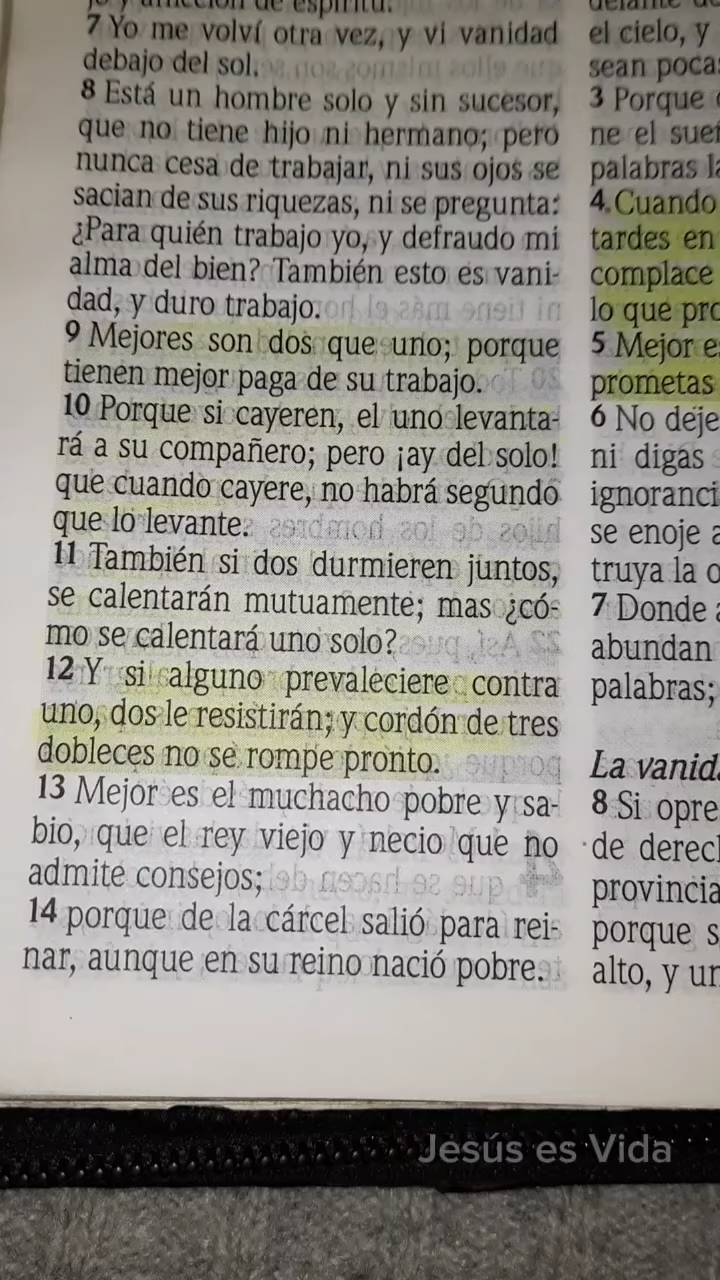 de espíritu.
7 Yo me volví otra vez, y vi vanidad
debajo del sol.
8 Está un hombre solo y sin sucesor,
que no tiene hijo ni hermano; pero
nunca cesa de trabajar, ni sus ojos se
sacian de sus riquezas, ni se pregunta:
¿Para quién trabajo yo, y defraudo mi
alma del bien? También esto es vani-
dad, y duro trabajo.
9 Mejores son dos que uno; porque
tienen mejor paga de su trabajo.
10 Porque si cayeren, el uno levanta-
rá a su compañero; pero ¡ay del solo!
que cuando cayere, no habrá segundo
que lo levante.
11 También si dos durmieren juntos,
se calentarán mutuamente; mas ¿có-
mo se calentará uno solo?
12 Y si alguno prevaleciere contra
uno, dos le resistirán; y cordón de tres
dobleces no se rompe pronto.
13 Mejor es el muchacho pobre y sa-
bio, que el rey viejo y necio que no
admite consejos;
14 porque de la cárcel salió para rei-
nar, aunque en su reino nació pobre.
el cielo, y
sean poca
3 Porque
ne el sue
palabras l
4 Cuando
tardes en
complace
lo que pro
5 Mejor e
prometas
6 No deje
ni digas
ignoranci
se enoje a
truya la o
7 Donde a
abundan
palabras;
La vanid
8 Si opre
de derec
provincia
porque s
alto, y un
Jesús es Vida